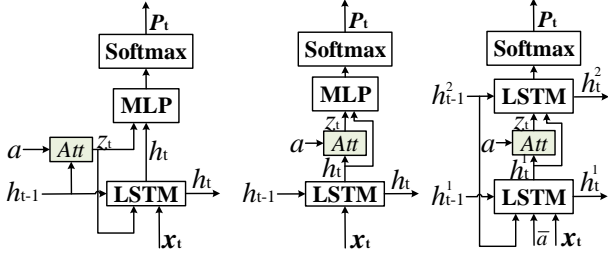 Pt Pt Pt
Softmax Softmax Softmax
MLP MLP h²t-1 LSTM h²t
a Att zt ht a Att zt a Att zt
ht-1 LSTM ht ht-1 ht LSTM ht h¹t-1 h¹t LSTM h¹t
xt xt a̅ xt